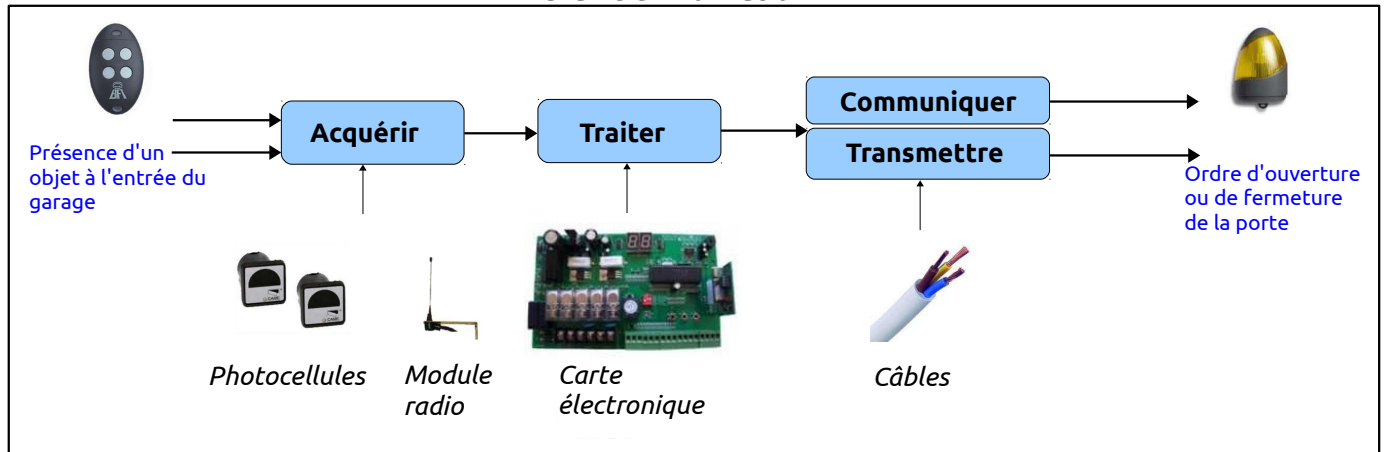 Communiquer
Acquérir
Traiter
Transmettre
Présence d'un
objet à l'entrée du
garage
Ordre d'ouverture
ou de fermeture
de la porte
Photocellules
Module
radio
Carte
électronique
Câbles